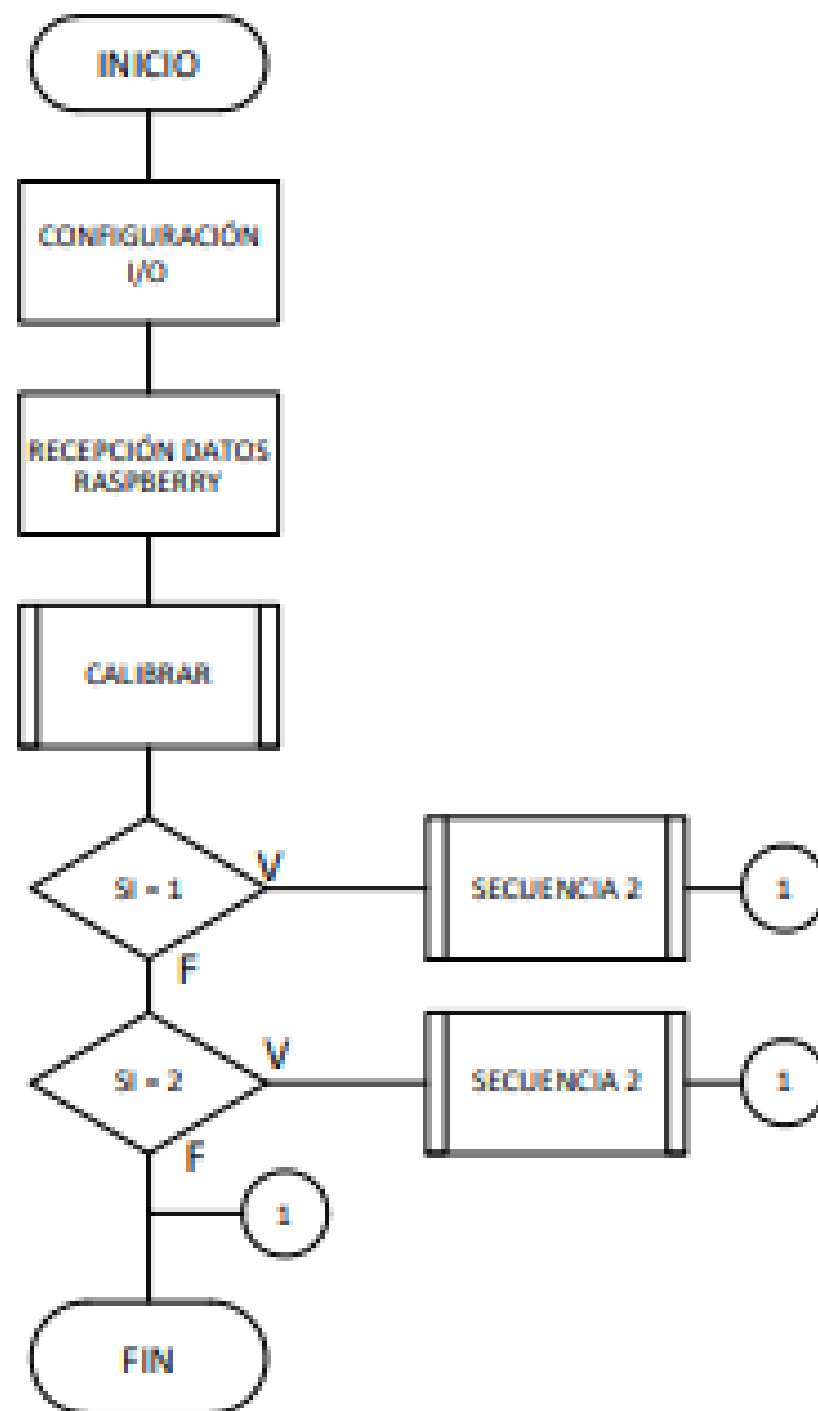 INICIO
CONFIGURACIÓN
I/O
RECEPCIÓN DATOS
RASPBERRY
CALIBRAR
SI = 1
V
SECUENCIA 2
1
F
SI = 2
V
SECUENCIA 2
1
F
1
FIN